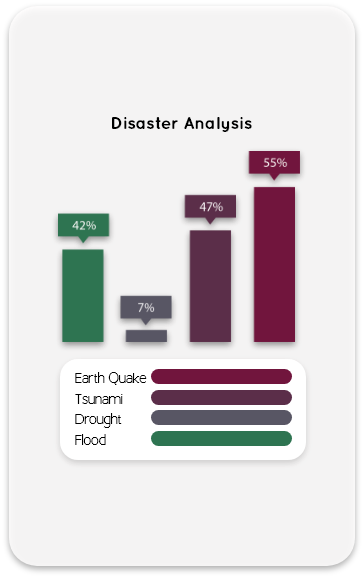 Disaster Analysis
55%
47%
42%
7%
Earth Quake
Tsunami
Drought
Flood